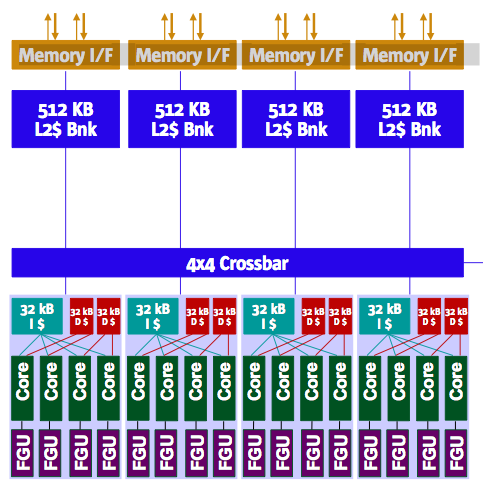 Memory I/F Memory I/F Memory I/F Memory I/F
512 KB 512 KB 512 KB 512 KB
L2$ Bnk L2$ Bnk L2$ Bnk L2$ Bnk
4x4 Crossbar
32 kB 32 kB 32 kB 32 kB 32 kB 32 kB 32 kB 32 kB 32 kB 32 kB 32 kB 32 kB
I $ D $ D $ I $ D $ D $ I $ D $ D $ I $ D $ D $
Core Core Core Core Core Core Core Core Core Core Core Core Core Core Core Core
FGU FGU FGU FGU FGU FGU FGU FGU FGU FGU FGU FGU FGU FGU FGU FGU